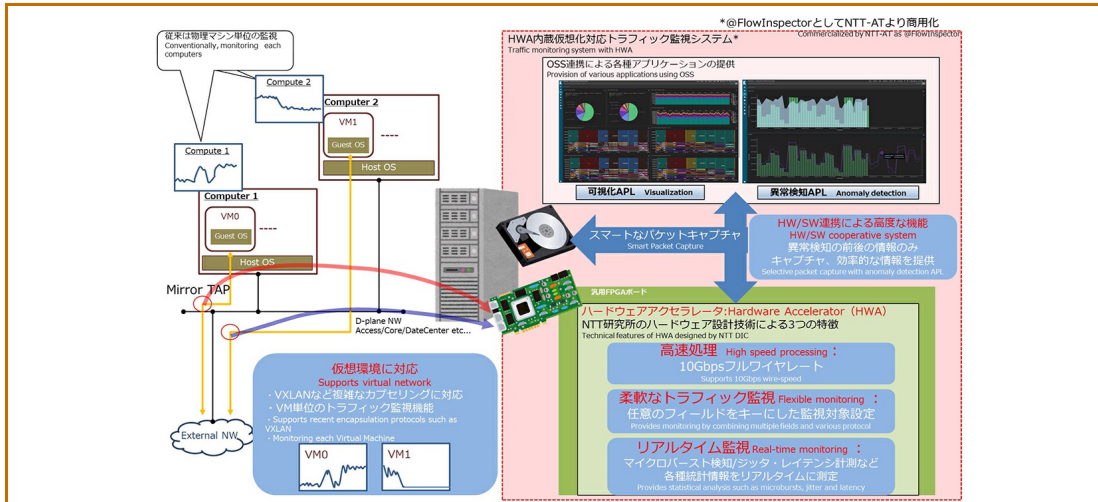 *@FlowInspectorとしてNTT-ATより商用化
Commercialized by NTT-AT as @FlowInspector
従来は物理マシン単位の監視
Conventionally, monitoring each
computers
Compute 2
Computer 2
VM1
Guest OS
----
Host OS
Compute 1
Computer 1
VM0
Guest OS
----
Host OS
Mirror TAP
D-plane NW
Access/Core/DateCenter etc...
External NW
仮想環境に対応
Supports virtual network
・VXLANなど複雑なカプセリングに対応
・VM単位のトラフィック監視機能
・Supports recent encapsulation protocols such as
VXLAN
・Monitoring each Virtual Machine
VM0
VM1
HWA内蔵仮想化対応トラフィック監視システム*
Traffic monitoring system with HWA
OSS連携による各種アプリケーションの提供
Provision of various applications using OSS
可視化APL Visualization
異常検知APL Anomaly detection
スマートなパケットキャプチャ
Smart Packet Capture
HW/SW連携による高度な機能
HW/SW cooperative system
異常検知の前後の情報のみ
キャプチャ、効率的な情報を提供
Selective packet capture with anomaly detection APL
汎用FPGAボード
ハードウェアアクセラレータ:Hardware Accelerator（HWA）
NTT研究所のハードウェア設計技術による3つの特徴
Technical features of HWA designed by NTT DIC
高速処理 High speed processing：
10Gbpsフルワイヤレート
Supports 10Gbps wire-speed
柔軟なトラフィック監視 Flexible monitoring ：
任意のフィールドをキーにした監視対象設定
Provides monitoring by combining multiple fields and various protocol
リアルタイム監視 Real-time monitoring：
マイクロバースト検知/ジッタ・レイテンシ計測など
各種統計情報をリアルタイムに測定
Provides statistical analysis such as microbursts, jitter and latency